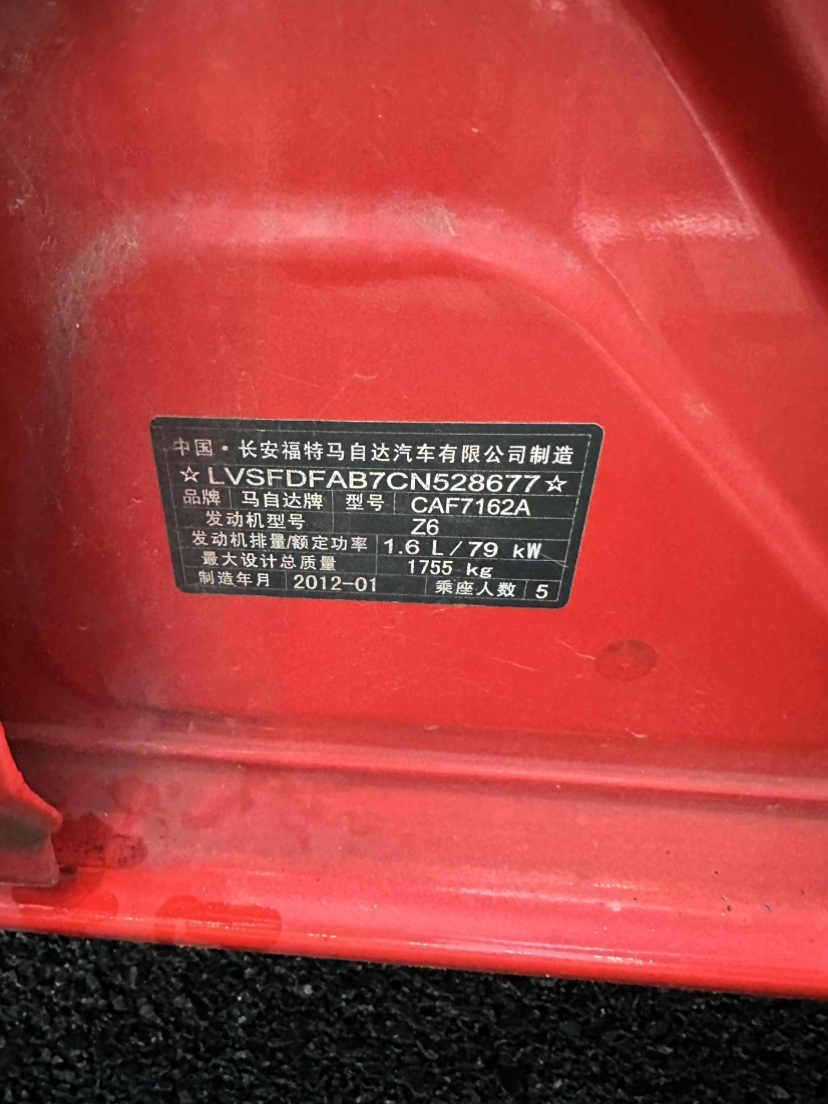 中国·长安福特马自达汽车有限公司制造
☆LVSFDFAB7CN528677☆
品牌 马自达牌 型号 CAF7162A
发动机型号 Z6
发动机排量/额定功率 1.6 L/79 kW
最大设计总质量 1755 kg
制造年月 2012-01 乘座人数 5